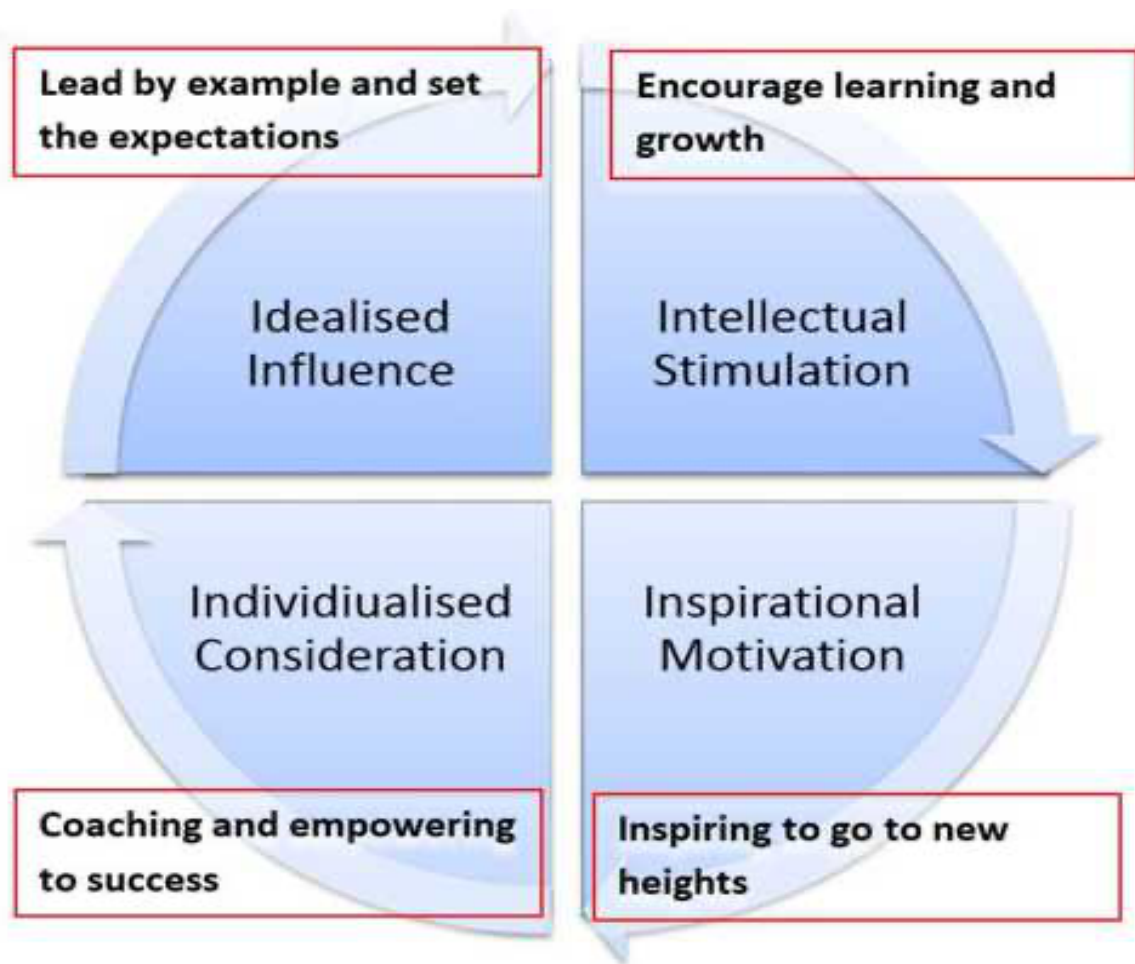 Lead by example and set
the expectations
Encourage learning and
growth
Idealised
Influence
Intellectual
Stimulation
Individiualised
Consideration
Inspirational
Motivation
Coaching and empowering
to success
Inspiring to go to new
heights